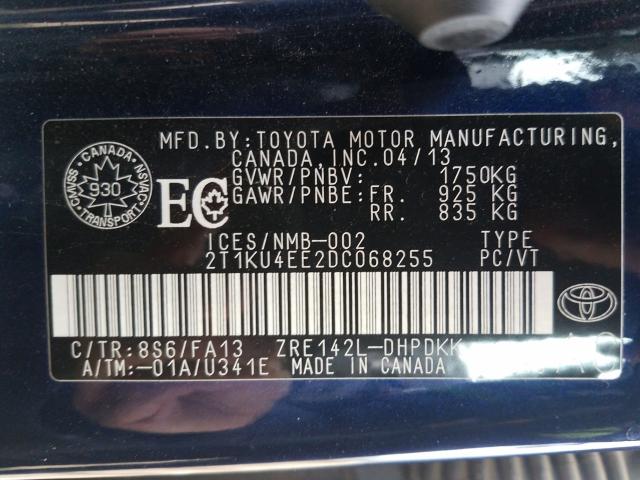 MFD.BY:TOYOTA MOTOR MANUFACTURING,
CANADA,INC.04/13
GVWR/PNBV: 1750KG
GAWR/PNBE:FR. 925 KG
RR. 835 KG
CANADA
CMVSS NSVAC
930
TRANSPORT
EC
ICES/NMB-002 TYPE
2T1KU4EE2DC068255 PC/VT
C/TR:8S6/FA13 ZRE142L-DHPDKK
A/TM:-01A/U341E MADE IN CANADA